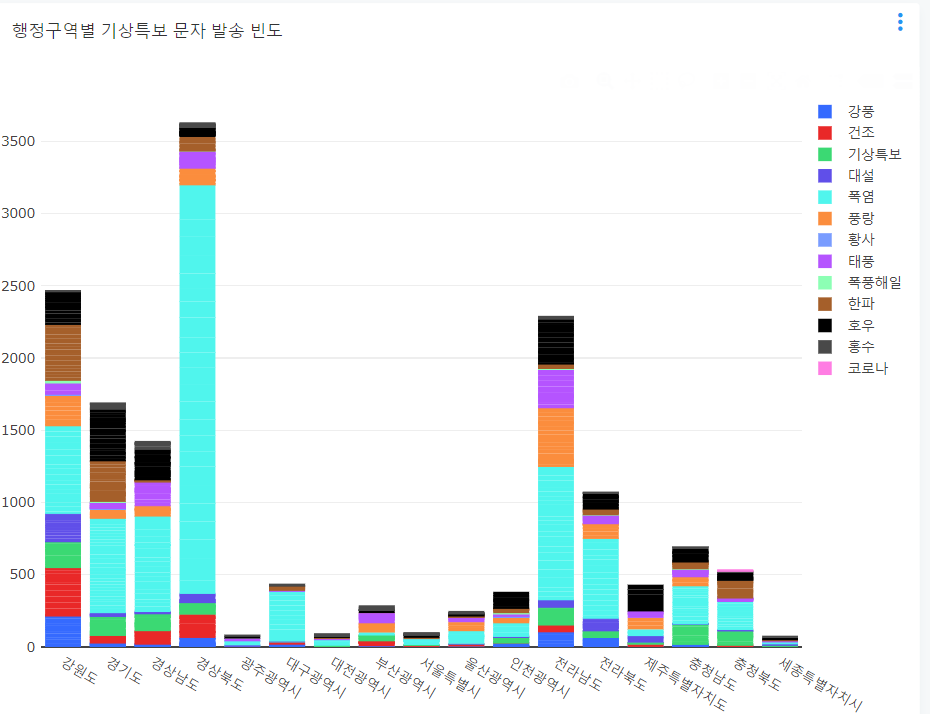 행정구역별 기상특보 문자 발송 빈도
3500
3000
2500
2000
1500
1000
500
0
강원도
경기도
경상남도
경상북도
광주광역시
대구광역시
대전광역시
부산광역시
서울특별시
울산광역시
인천광역시
전라남도
전라북도
제주특별자치도
충청남도
충청북도
세종특별자치시
강풍
건조
기상특보
대설
폭염
풍랑
황사
태풍
폭풍해일
한파
호우
홍수
코로나